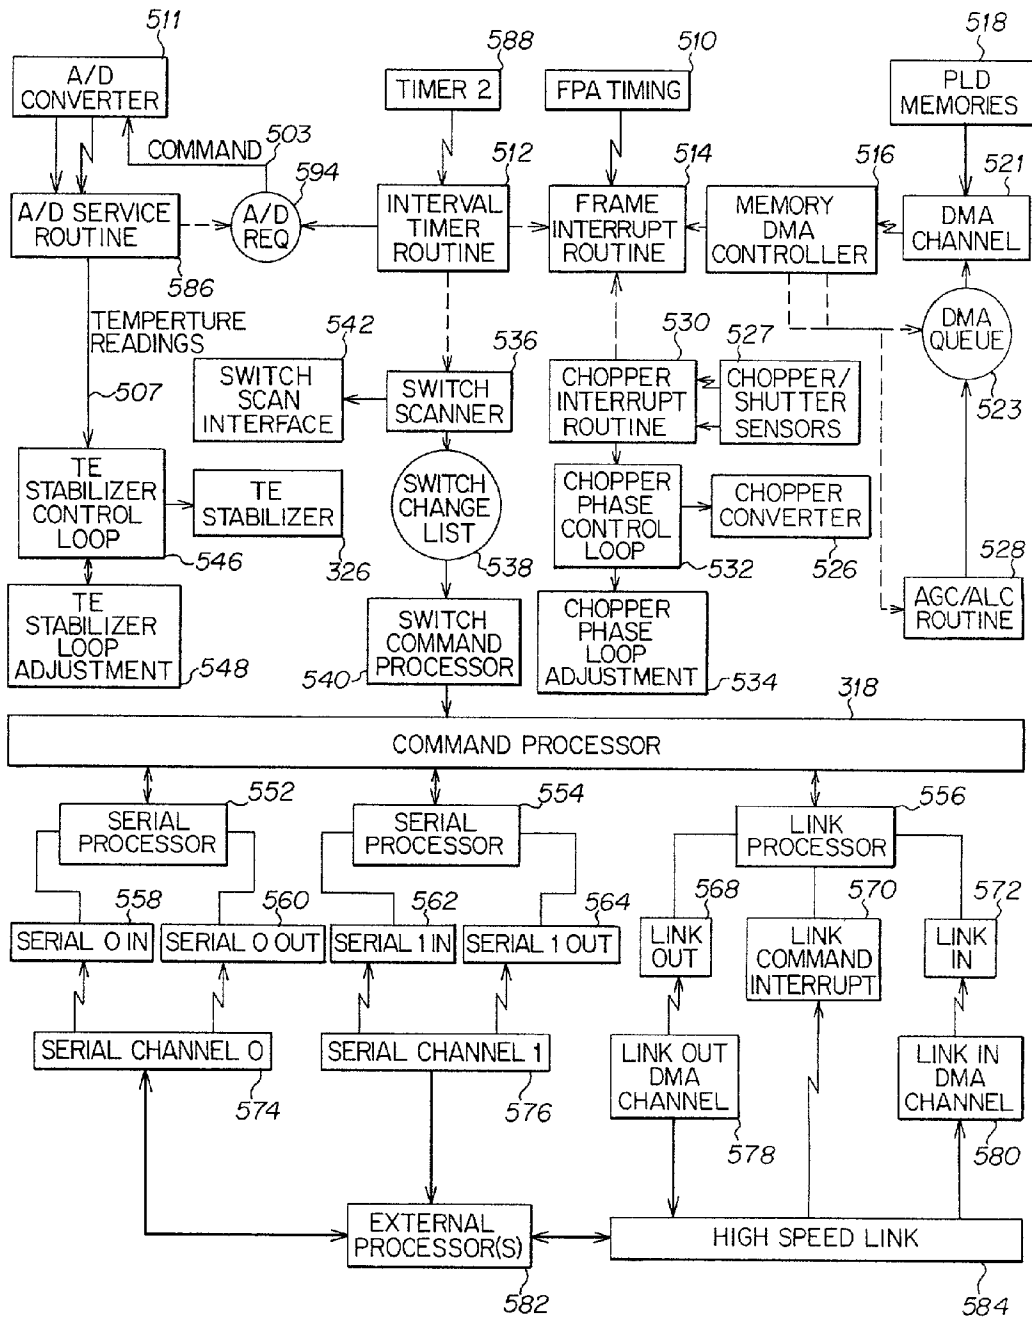 511
588
510
518
A/D
CONVERTER
TIMER 2
FPA TIMING
PLD
MEMORIES
COMMAND
503
594
512
514
516
521
A/D SERVICE
ROUTINE
A/D
REQ
INTERVAL
TIMER
ROUTINE
FRAME
INTERRUPT
ROUTINE
MEMORY
DMA
CONTROLLER
DMA
CHANNEL
586
TEMPERTURE
READINGS
507
542
536
530
527
DMA
QUEUE
523
SWITCH
SCAN
INTERFACE
SWITCH
SCANNER
CHOPPER
INTERRUPT
ROUTINE
CHOPPER/
SHUTTER
SENSORS
TE
STABILIZER
CONTROL
LOOP
TE
STABILIZER
SWITCH
CHANGE
LIST
CHOPPER
PHASE
CONTROL
LOOP
CHOPPER
CONVERTER
546
326
538
532
526
528
TE
STABILIZER
LOOP
ADJUSTMENT
548
SWITCH
COMMAND
PROCESSOR
540
CHOPPER
PHASE
LOOP
ADJUSTMENT
534
AGC/ALC
ROUTINE
318
COMMAND PROCESSOR
552
554
556
SERIAL
PROCESSOR
SERIAL
PROCESSOR
LINK
PROCESSOR
558
560
562
564
568
570
572
SERIAL 0 IN
SERIAL 0 OUT
SERIAL 1 IN
SERIAL 1 OUT
LINK
OUT
LINK
COMMAND
INTERRUPT
LINK
IN
SERIAL CHANNEL 0
SERIAL CHANNEL 1
LINK OUT
DMA
CHANNEL
LINK IN
DMA
CHANNEL
574
576
578
580
EXTERNAL
PROCESSOR(S)
HIGH SPEED LINK
582
584